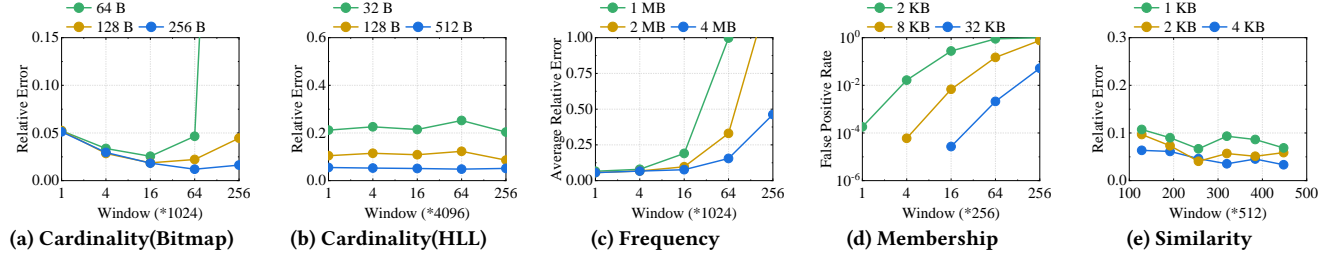 64 B
128 B 256 B
0.15
0.10
0.05
0.00
Relative Error
1 4 16 64 256
Window (*1024)
(a) Cardinality(Bitmap)
32 B
128 B 512 B
0.6
0.4
0.2
0.0
Relative Error
1 4 16 64 256
Window (*4096)
(b) Cardinality(HLL)
1 MB
2 MB 4 MB
1.00
0.75
0.50
0.25
0.00
Average Relative Error
1 4 16 64 256
Window (*1024)
(c) Frequency
2 KB
8 KB 32 KB
10^0
10^-2
10^-4
10^-6
False Positive Rate
1 4 16 64 256
Window (*256)
(d) Membership
1 KB
2 KB 4 KB
0.3
0.2
0.1
0.0
Relative Error
100 200 300 400 500
Window (*512)
(e) Similarity